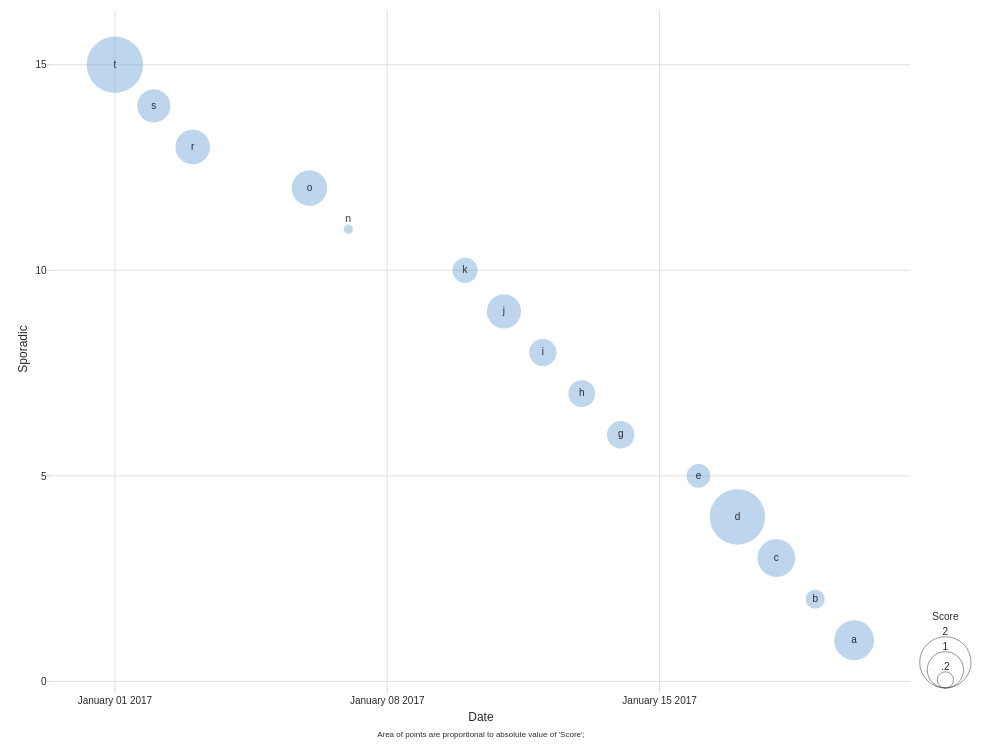 15
t
s
r
o
n
10
k
j
i
h
g
Sporadic
5
e
d
c
b
a
0
January 01 2017
January 08 2017
January 15 2017
Date
Area of points are proportional to absolute value of 'Score';
Score
2
1
.2